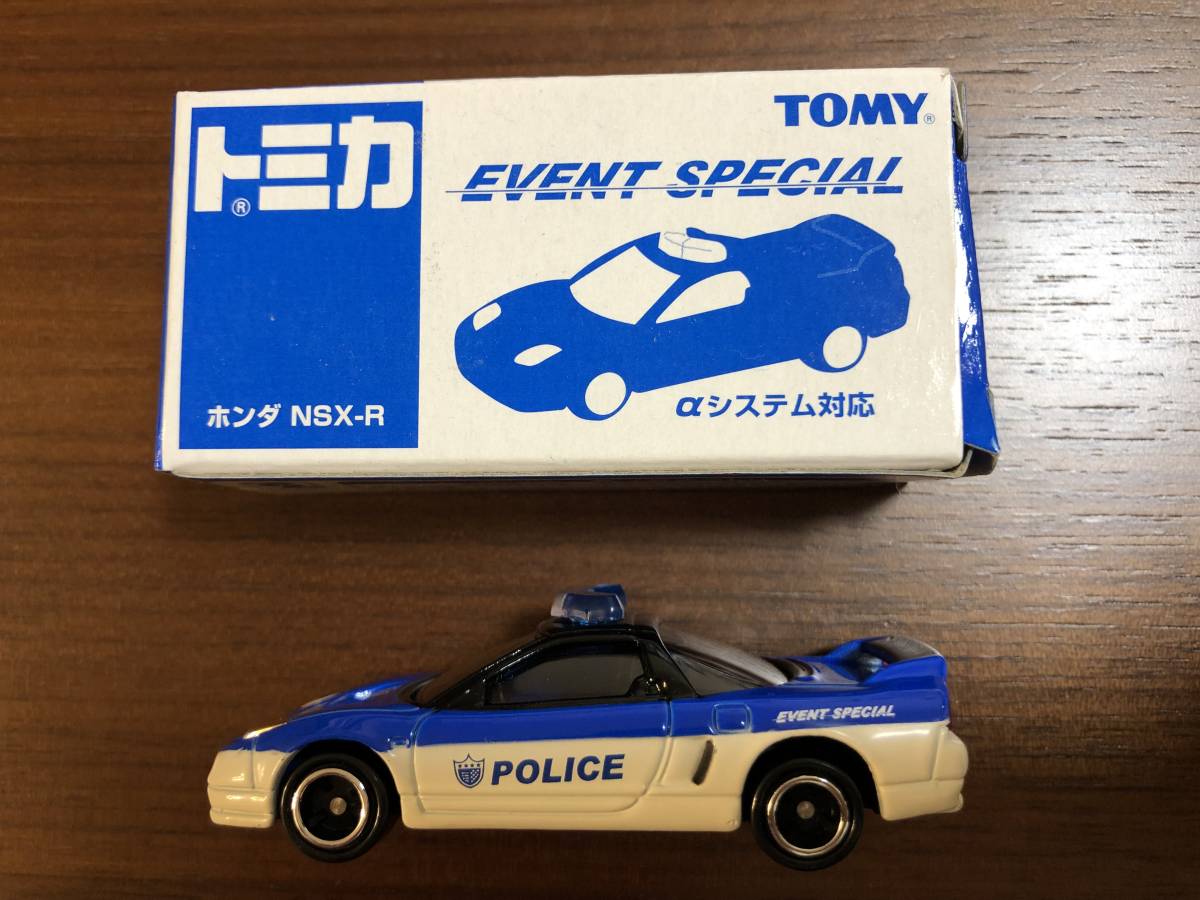 トミカ
®
ホンダ NSX-R
TOMY®
EVENT SPECIAL
αシステム対応
EVENT SPECIAL
POLICE